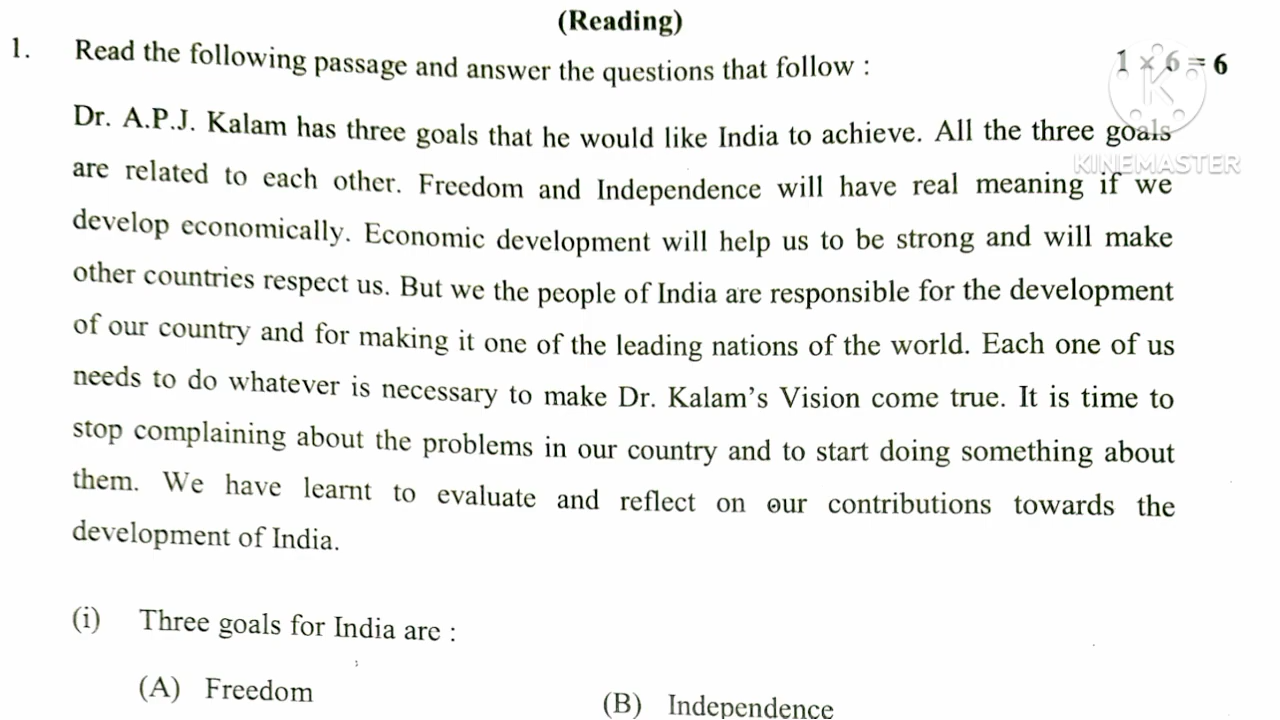 (Reading)
1. Read the following passage and answer the questions that follow : 1 × 6 = 6
Dr. A.P.J. Kalam has three goals that he would like India to achieve. All the three goals
KINEMASTER
are related to each other. Freedom and Independence will have real meaning if we
develop economically. Economic development will help us to be strong and will make
other countries respect us. But we the people of India are responsible for the development
of our country and for making it one of the leading nations of the world. Each one of us
needs to do whatever is necessary to make Dr. Kalam's Vision come true. It is time to
stop complaining about the problems in our country and to start doing something about
them. We have learnt to evaluate and reflect on our contributions towards the
development of India.
(i) Three goals for India are :
(A) Freedom (B) Independence